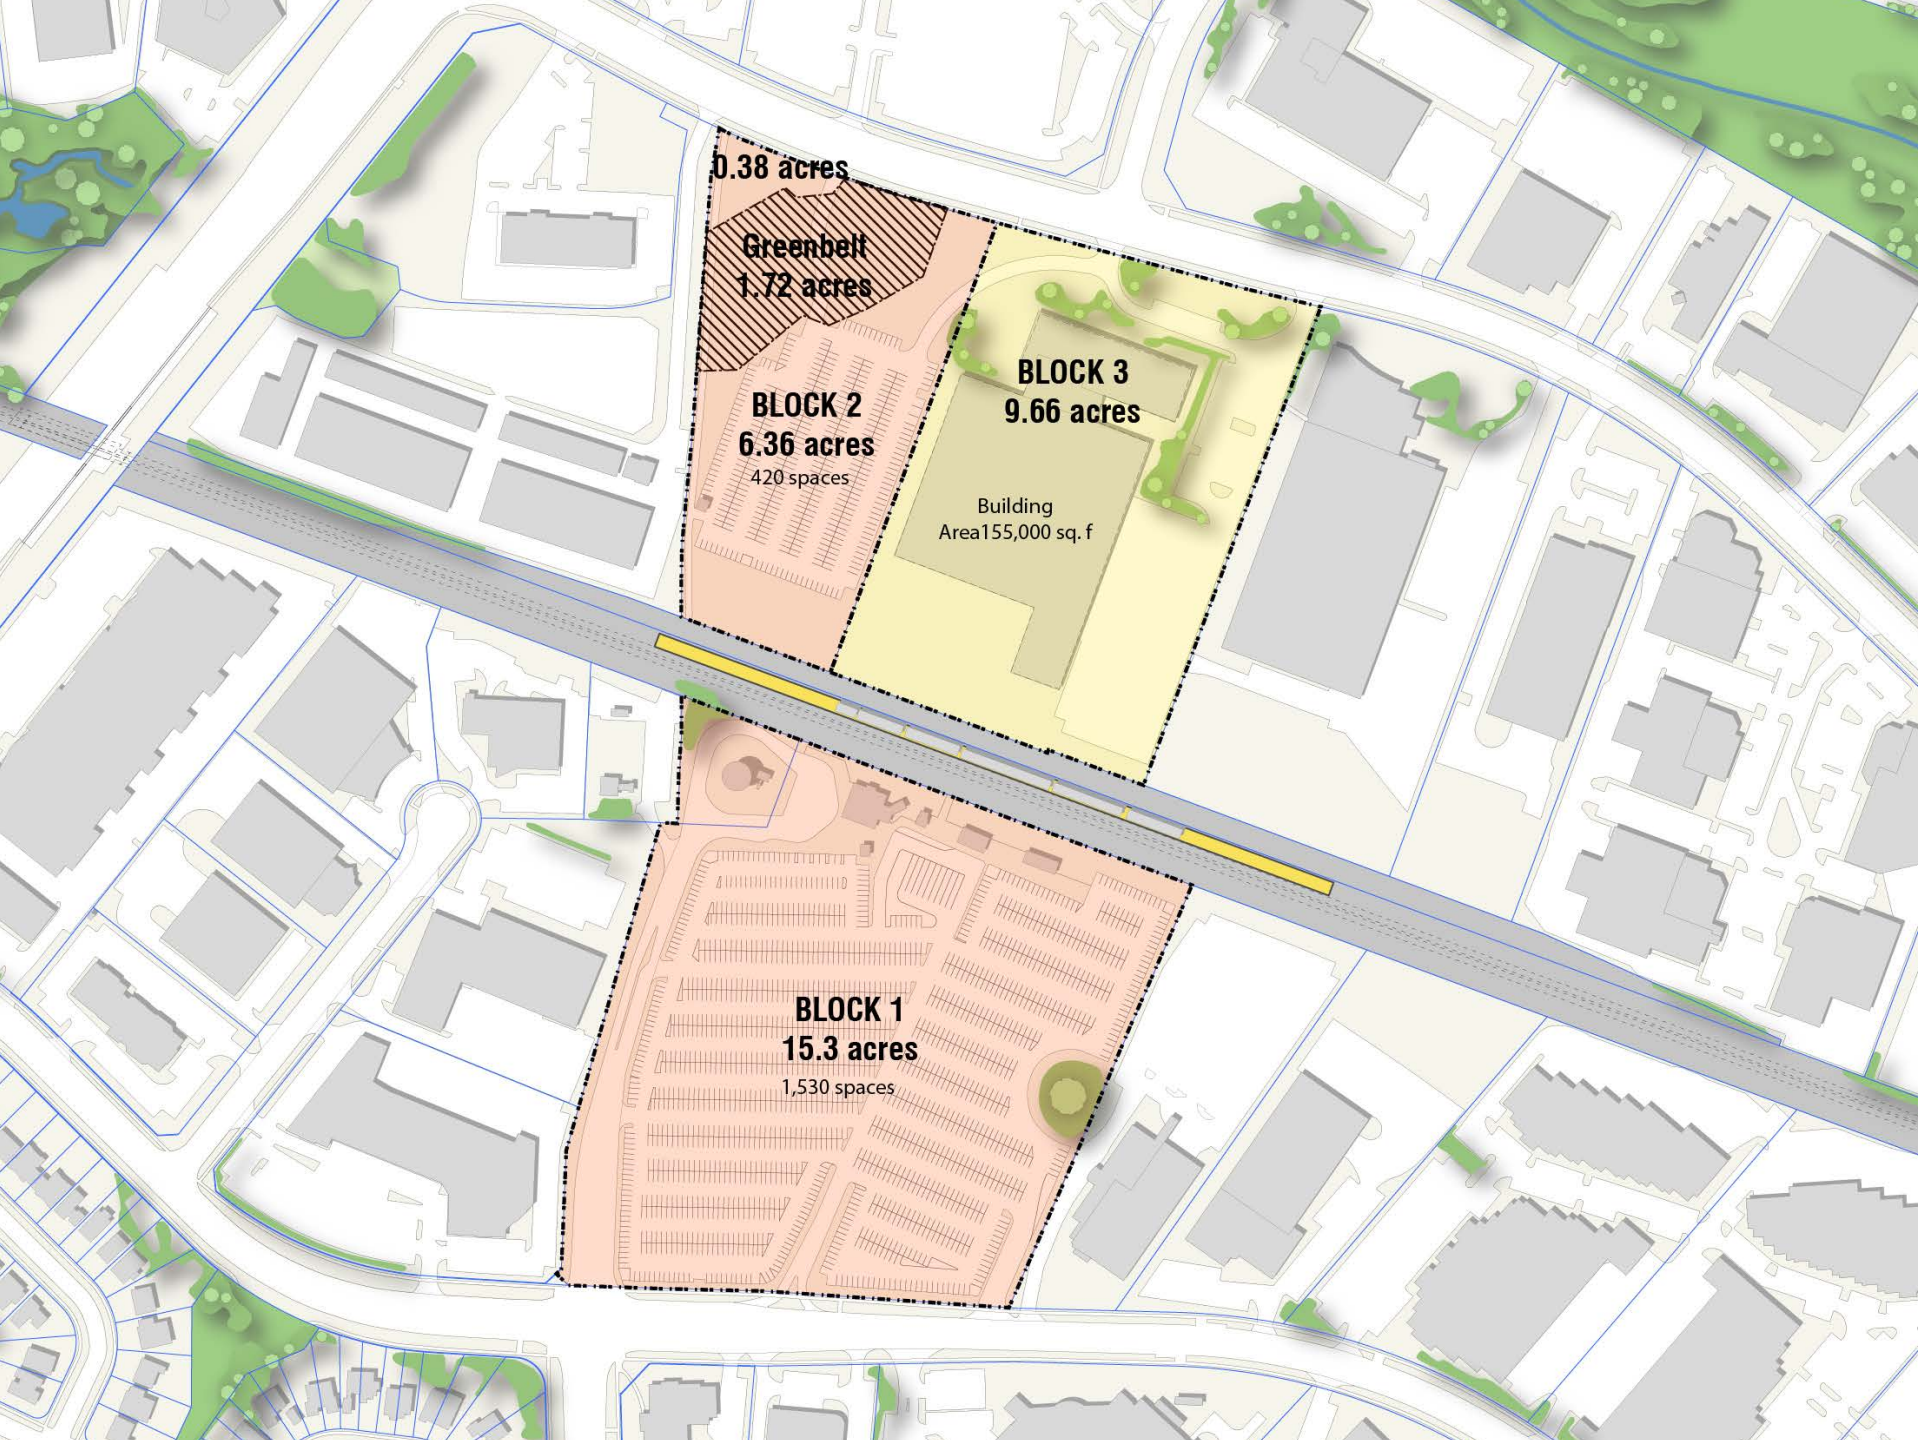 0.38 acres
Greenbelt
1.72 acres
BLOCK 2
6.36 acres
420 spaces
BLOCK 3
9.66 acres
Building
Area155,000 sq. f
BLOCK 1
15.3 acres
1,530 spaces